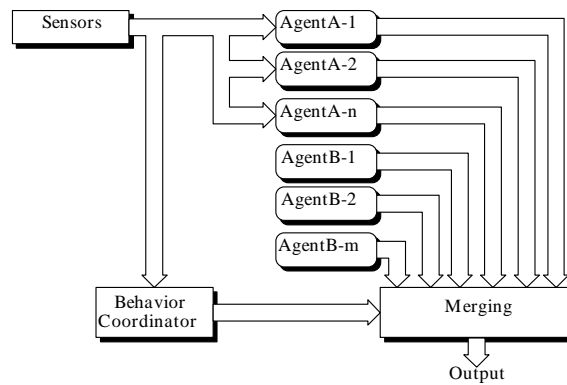 Sensors
AgentA-1
AgentA-2
AgentA-n
AgentB-1
AgentB-2
AgentB-m
Behavior
Coordinator
Merging
Output